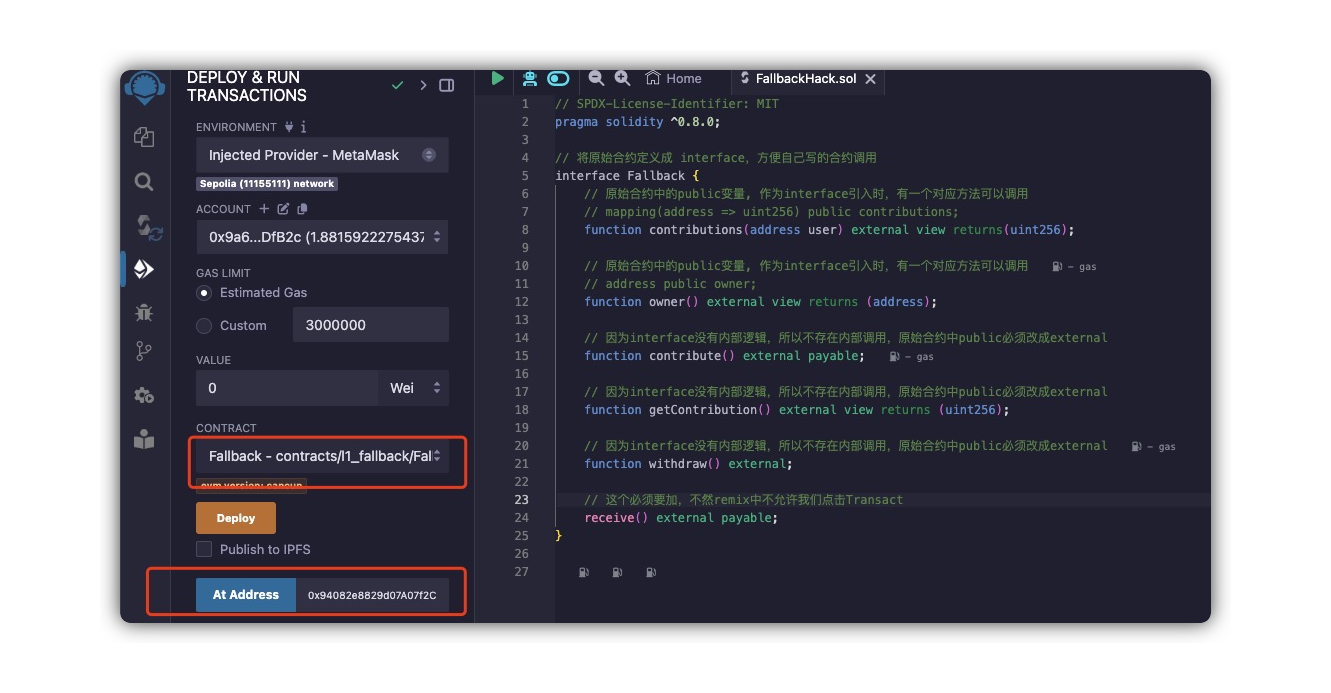 DEPLOY & RUN
TRANSACTIONS
ENVIRONMENT
Injected Provider - MetaMask
Sepolia (11155111) network
ACCOUNT
0x9a6...DfB2c (1.8815922275437
GAS LIMIT
Estimated Gas
Custom
3000000
VALUE
0
Wei
CONTRACT
Fallback - contracts/l1_fallback/Fal
evm version: cancun
Deploy
Publish to IPFS
At Address
0x94082e8829d07A07f2C
Home
FallbackHack.sol
1 // SPDX-License-Identifier: MIT
2 pragma solidity ^0.8.0;
3
4 // 将原始合约定义成 interface，方便自己写的合约调用
5 interface Fallback {
6 // 原始合约中的public变量，作为interface引入时，有一个对应方法可以调用
7 // mapping(address => uint256) public contributions;
8 function contributions(address user) external view returns(uint256);
9
10 // 原始合约中的public变量，作为interface引入时，有一个对应方法可以调用 - gas
11 // address public owner;
12 function owner() external view returns (address);
13
14 // 因为interface没有内部逻辑，所以不存在内部调用，原始合约中public必须改成external
15 function contribute() external payable; - gas
16
17 // 因为interface没有内部逻辑，所以不存在内部调用，原始合约中public必须改成external
18 function getContribution() external view returns (uint256);
19
20 // 因为interface没有内部逻辑，所以不存在内部调用，原始合约中public必须改成external - gas
21 function withdraw() external;
22
23 // 这个必须要加，不然remix中不允许我们点击Transact
24 receive() external payable;
25 }
26
27